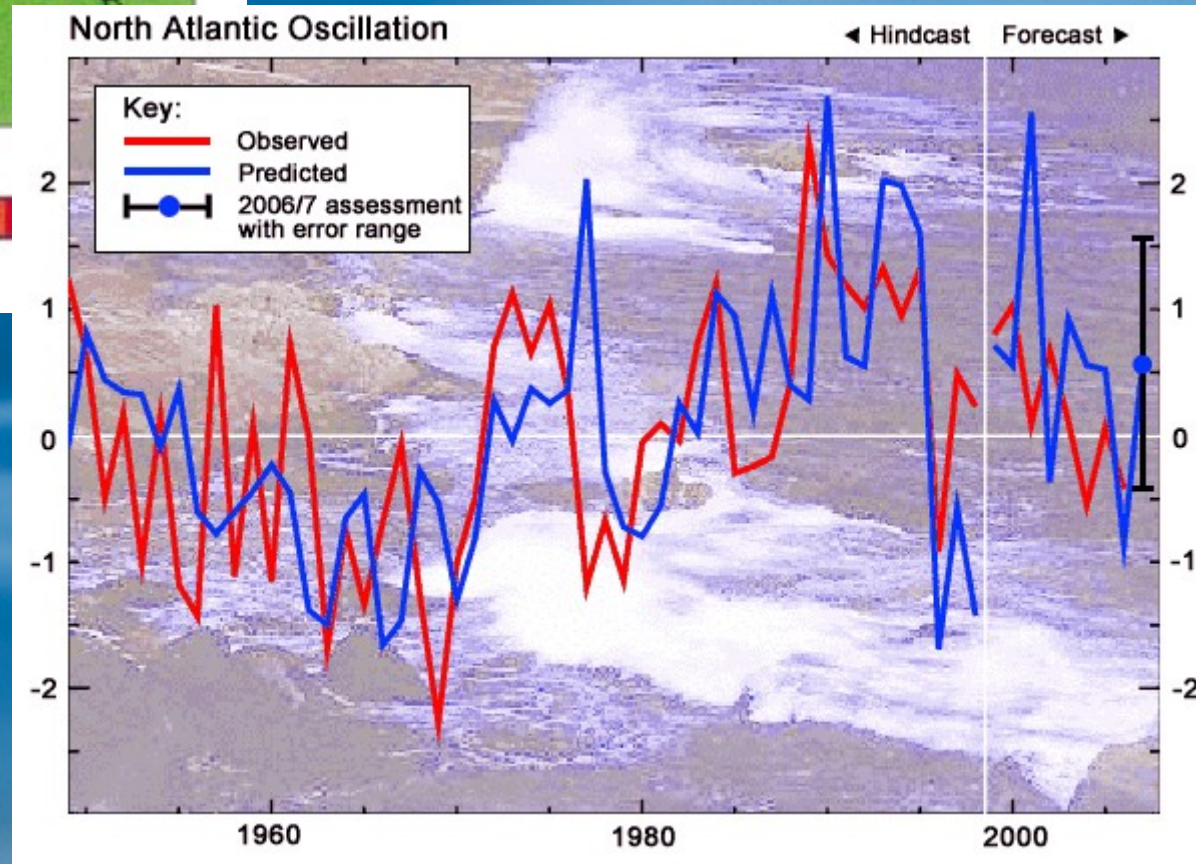 North Atlantic Oscillation
◄ Hindcast Forecast ►
Key:
Observed
Predicted
2006/7 assessment
with error range
2 2
1 1
0 0
-1 -1
-2 -2
1960 1980 2000